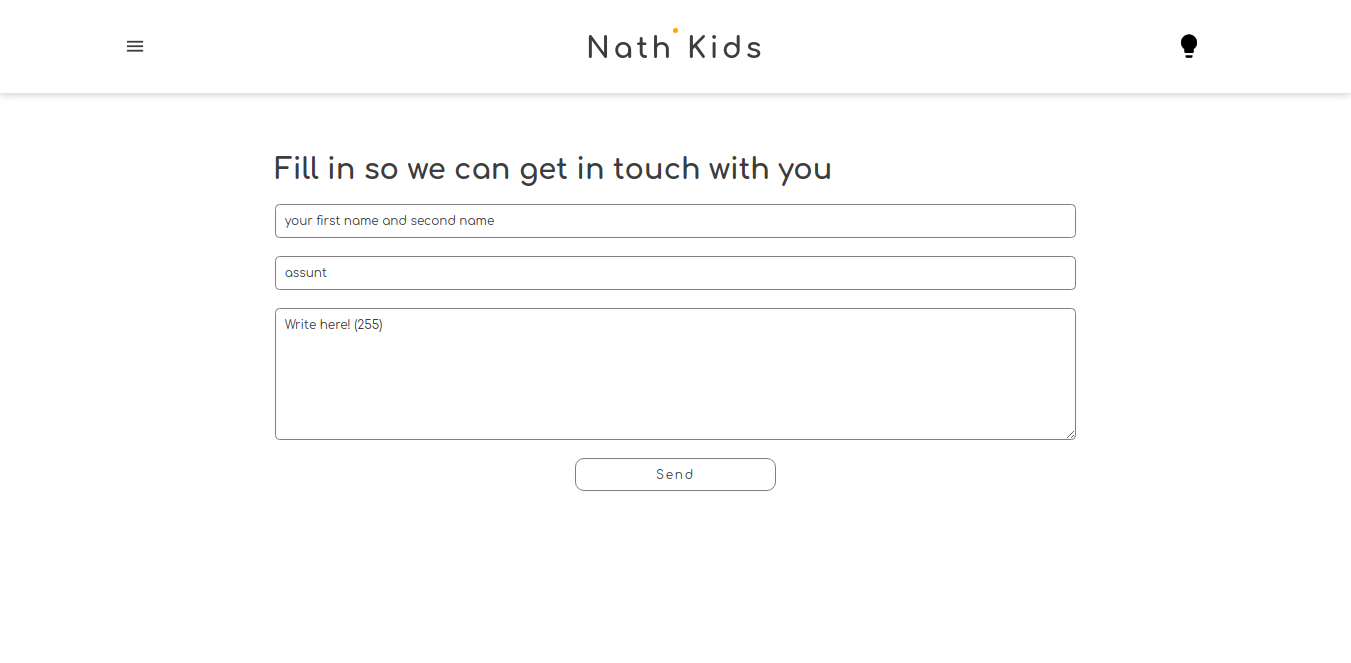 Nath Kids
Fill in so we can get in touch with you
your first name and second name
assunt
Write here! (255)
Send